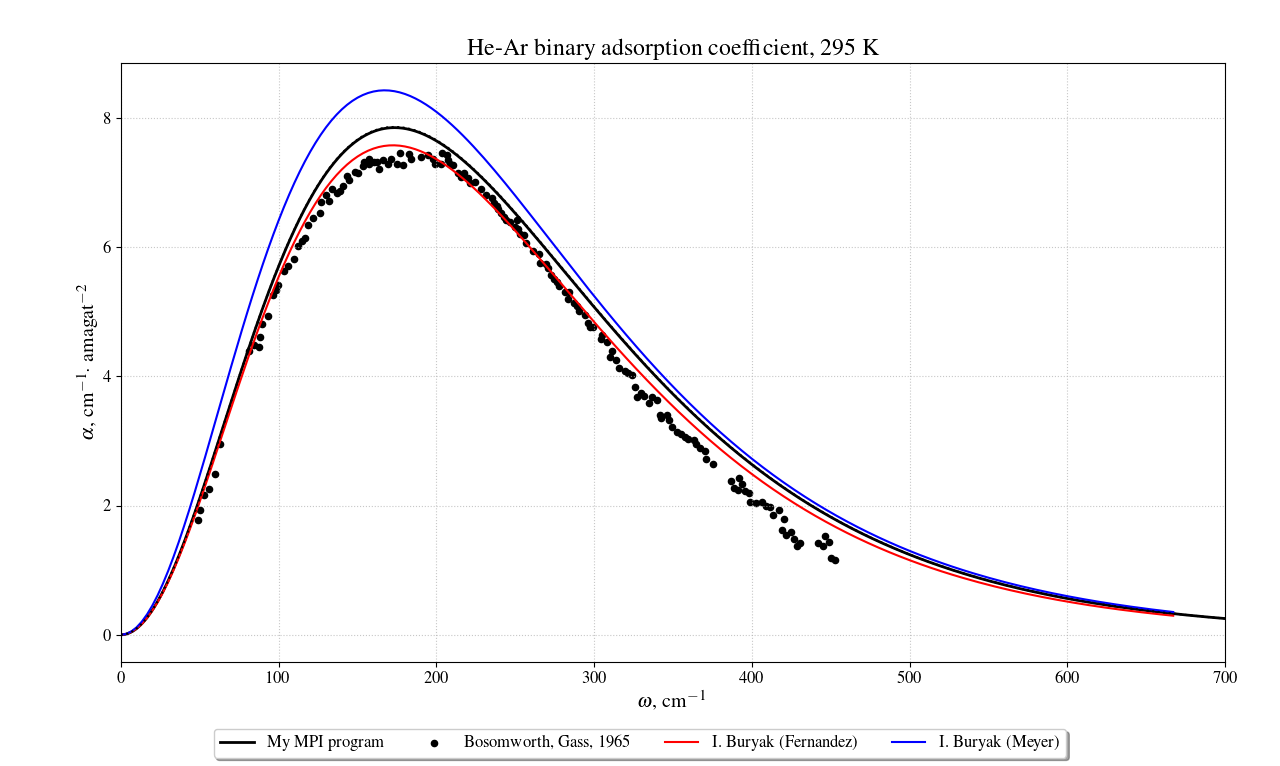 He-Ar binary adsorption coefficient, 295 K
α, cm⁻¹· amagat⁻²
8
6
4
2
0
0 100 200 300 400 500 600 700
ω, cm⁻¹
My MPI program Bosomworth, Gass, 1965 I. Buryak (Fernandez) I. Buryak (Meyer)